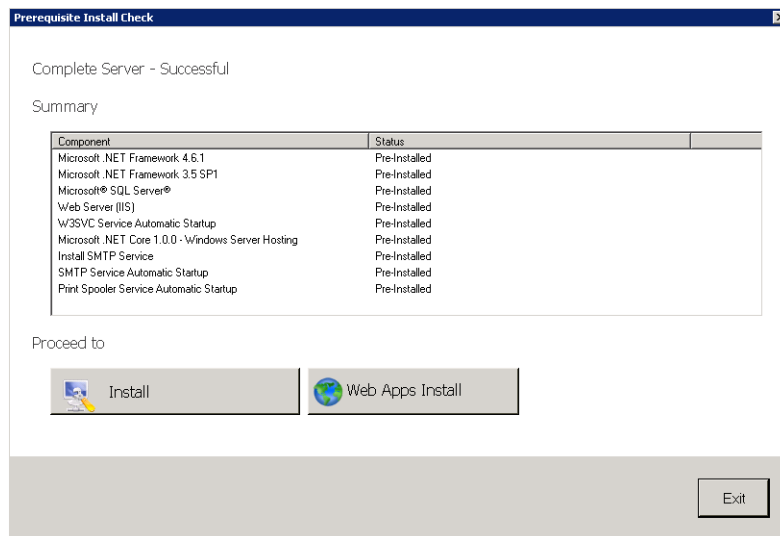 Prerequisite Install Check
Complete Server - Successful
Summary
Component Status
Microsoft .NET Framework 4.6.1 Pre-Installed
Microsoft .NET Framework 3.5 SP1 Pre-Installed
Microsoft® SQL Server® Pre-Installed
Web Server (IIS) Pre-Installed
W3SVC Service Automatic Startup Pre-Installed
Microsoft .NET Core 1.0.0 - Windows Server Hosting Pre-Installed
Install SMTP Service Pre-Installed
SMTP Service Automatic Startup Pre-Installed
Print Spooler Service Automatic Startup Pre-Installed
Proceed to
Install Web Apps Install
Exit